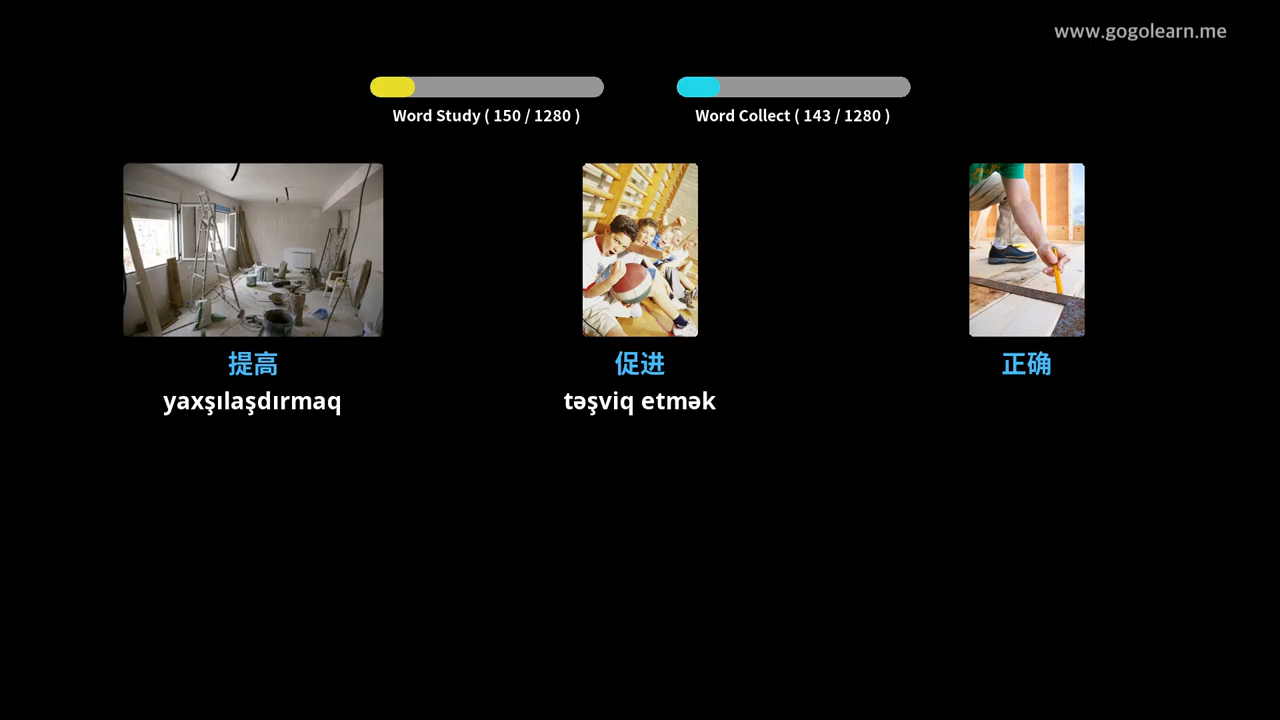 www.gogolearn.me
Word Study ( 150 / 1280 )
Word Collect ( 143 / 1280 )
提高
促进
正确
yaxşılaşdırmaq
təşviq etmək